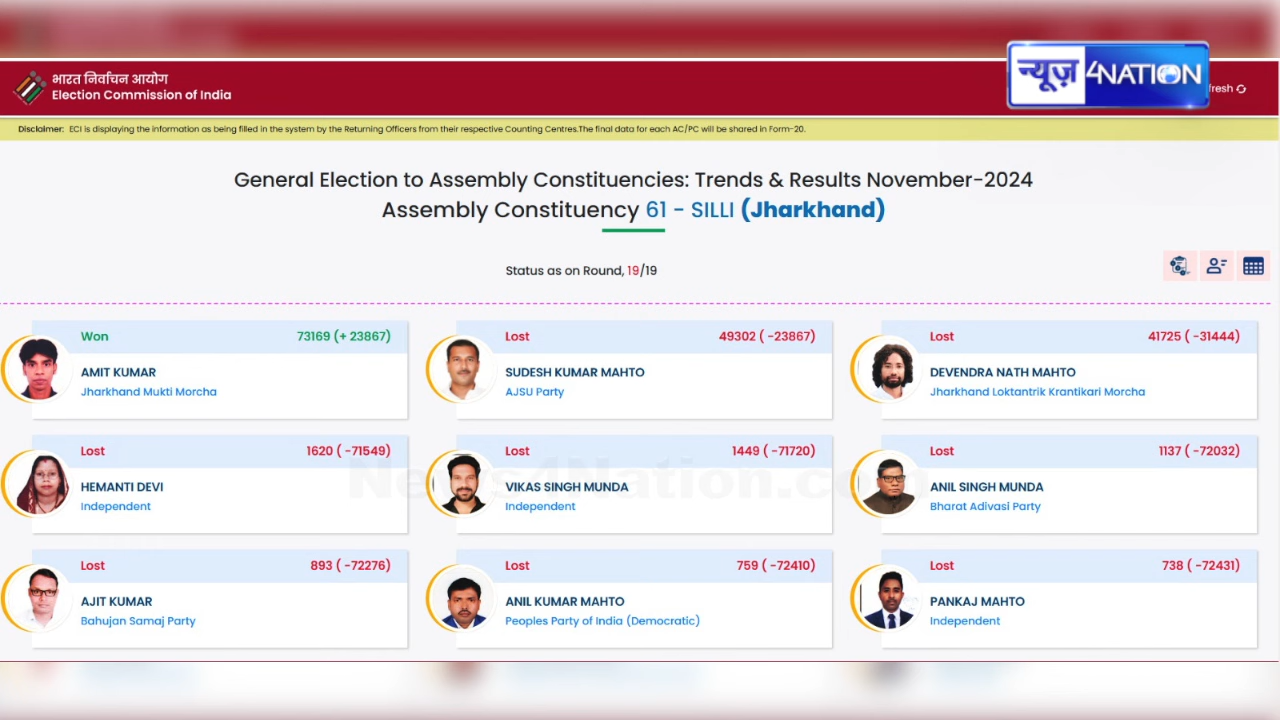 भारत निर्वाचन आयोग
Election Commission of India
न्यूज़ 4NATION
fresh
Disclaimer: ECI is displaying the information as being filled in the system by the Returning Officers from their respective Counting Centres.The final data for each AC/PC will be shared in Form-20.
General Election to Assembly Constituencies: Trends & Results November-2024
Assembly Constituency 61 - SILLI (Jharkhand)
Status as on Round, 19/19
Won 73169 (+ 23867)
AMIT KUMAR
Jharkhand Mukti Morcha
Lost 49302 ( -23867)
SUDESH KUMAR MAHTO
AJSU Party
Lost 41725 ( -31444)
DEVENDRA NATH MAHTO
Jharkhand Loktantrik Krantikari Morcha
Lost 1620 ( -71549)
HEMANTI DEVI
Independent
Lost 1449 ( -71720)
VIKAS SINGH MUNDA
Independent
Lost 1137 ( -72032)
ANIL SINGH MUNDA
Bharat Adivasi Party
News4Nation.com
Lost 893 ( -72276)
AJIT KUMAR
Bahujan Samaj Party
Lost 759 ( -72410)
ANIL KUMAR MAHTO
Peoples Party of India (Democratic)
Lost 738 ( -72431)
PANKAJ MAHTO
Independent